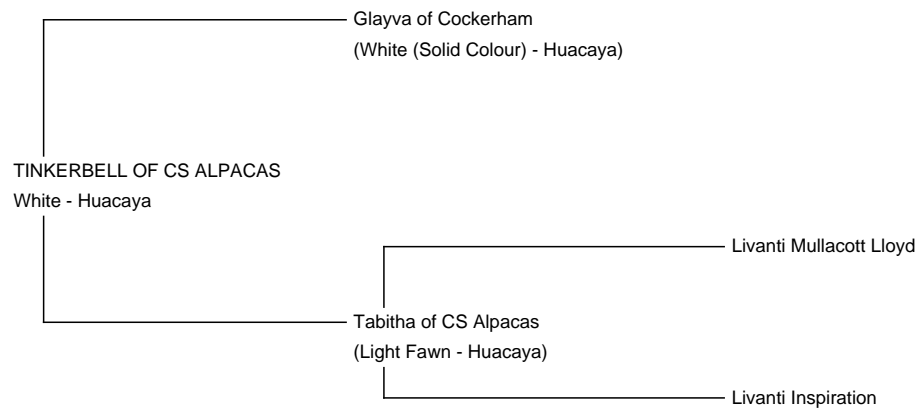 Glayva of Cockerham
(White (Solid Colour) - Huacaya)
TINKERBELL OF CS ALPACAS
White - Huacaya
Livanti Mullacott Lloyd
Tabitha of CS Alpacas
(Light Fawn - Huacaya)
Livanti Inspiration